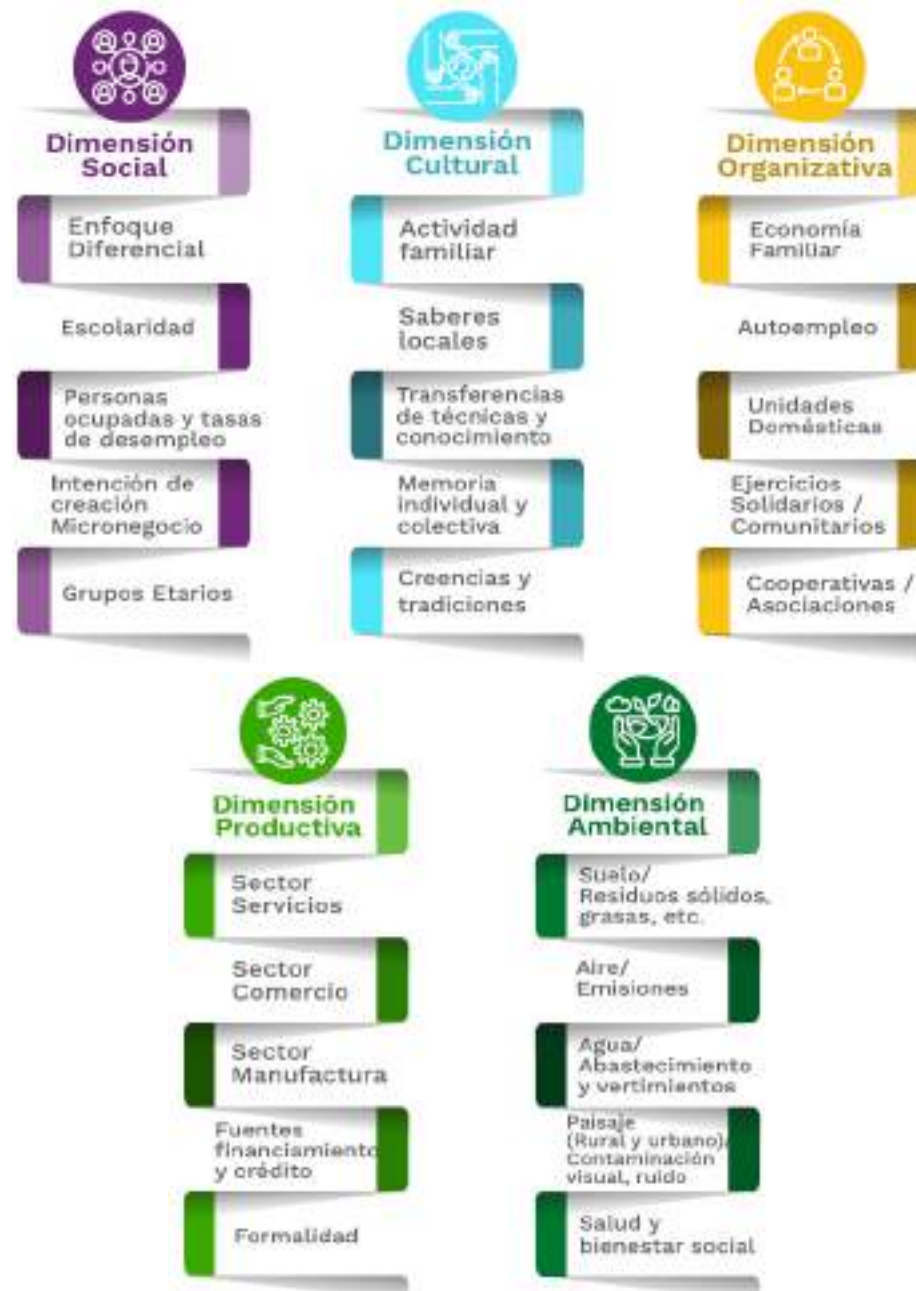 Dimensión
Social
Enfoque
Diferencial
Escolaridad
Personas
ocupadas y tasas
de desempleo
Intención de
creación
Micronegocio
Grupos Etarios
Dimensión
Cultural
Actividad
familiar
Saberes
locales
Transferencias
de técnicas y
conocimiento
Memoria
individual y
colectiva
Creencias y
tradiciones
Dimensión
Organizativa
Economía
Familiar
Autoempleo
Unidades
Domésticas
Ejercicios
Solidarios /
Comunitarios
Cooperativas /
Asociaciones
Dimensión
Productiva
Sector
Servicios
Sector
Comercio
Sector
Manufactura
Fuentes
financiamiento
y crédito
Formalidad
Dimensión
Ambiental
Suelo/
Residuos sólidos,
grasas, etc.
Aire/
Emisiones
Agua/
Abastecimiento
y vertimientos
Paisaje
(Rural y urbano)/
Contaminación
visual, ruido
Salud y
bienestar social